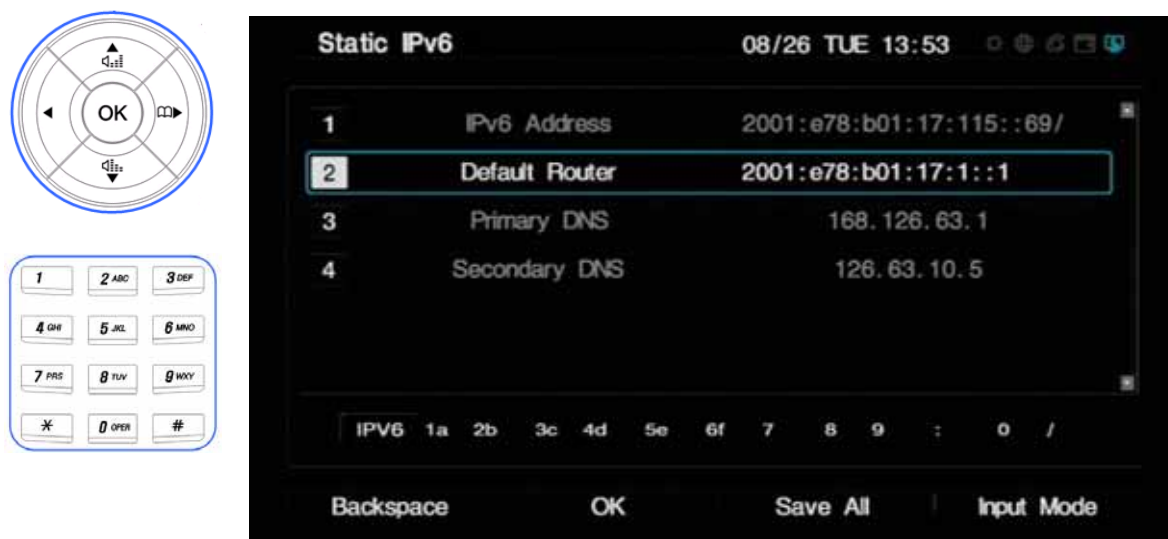 OK
1 2 ABC 3 DEF
4 GHI 5 JKL 6 MNO
7 PRS 8 TUV 9 WXY
* 0 OPER #
Static IPv6 08/26 TUE 13:53
1 IPv6 Address 2001:e78:b01:17:115::69/
2 Default Router 2001:e78:b01:17:1::1
3 Primary DNS 168.126.63.1
4 Secondary DNS 126.63.10.5
IPV6 1a 2b 3c 4d 5e 6f 7 8 9 : 0 /
Backspace OK Save All Input Mode